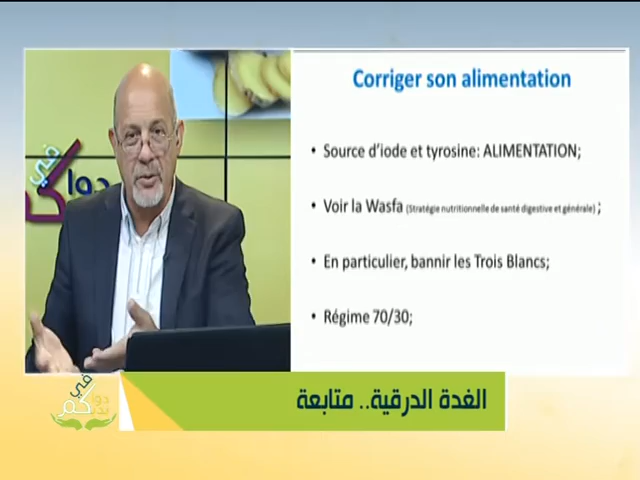 Corriger son alimentation
• Source d'iode et tyrosine: ALIMENTATION;
• Voir la Wasfa (Stratégie nutritionnelle de santé digestive et générale) ;
• En particulier, bannir les Trois Blancs;
• Régime 70/30;
الغدة الدرقية.. متابعة